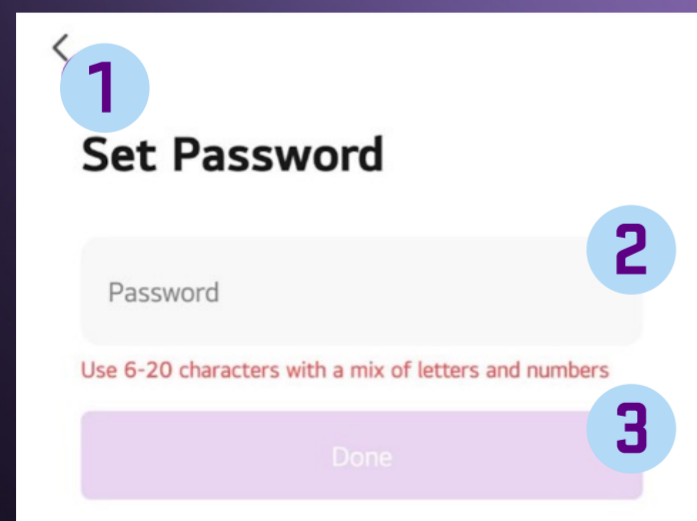 1
Set Password
2
Password
Use 6-20 characters with a mix of letters and numbers
3
Done